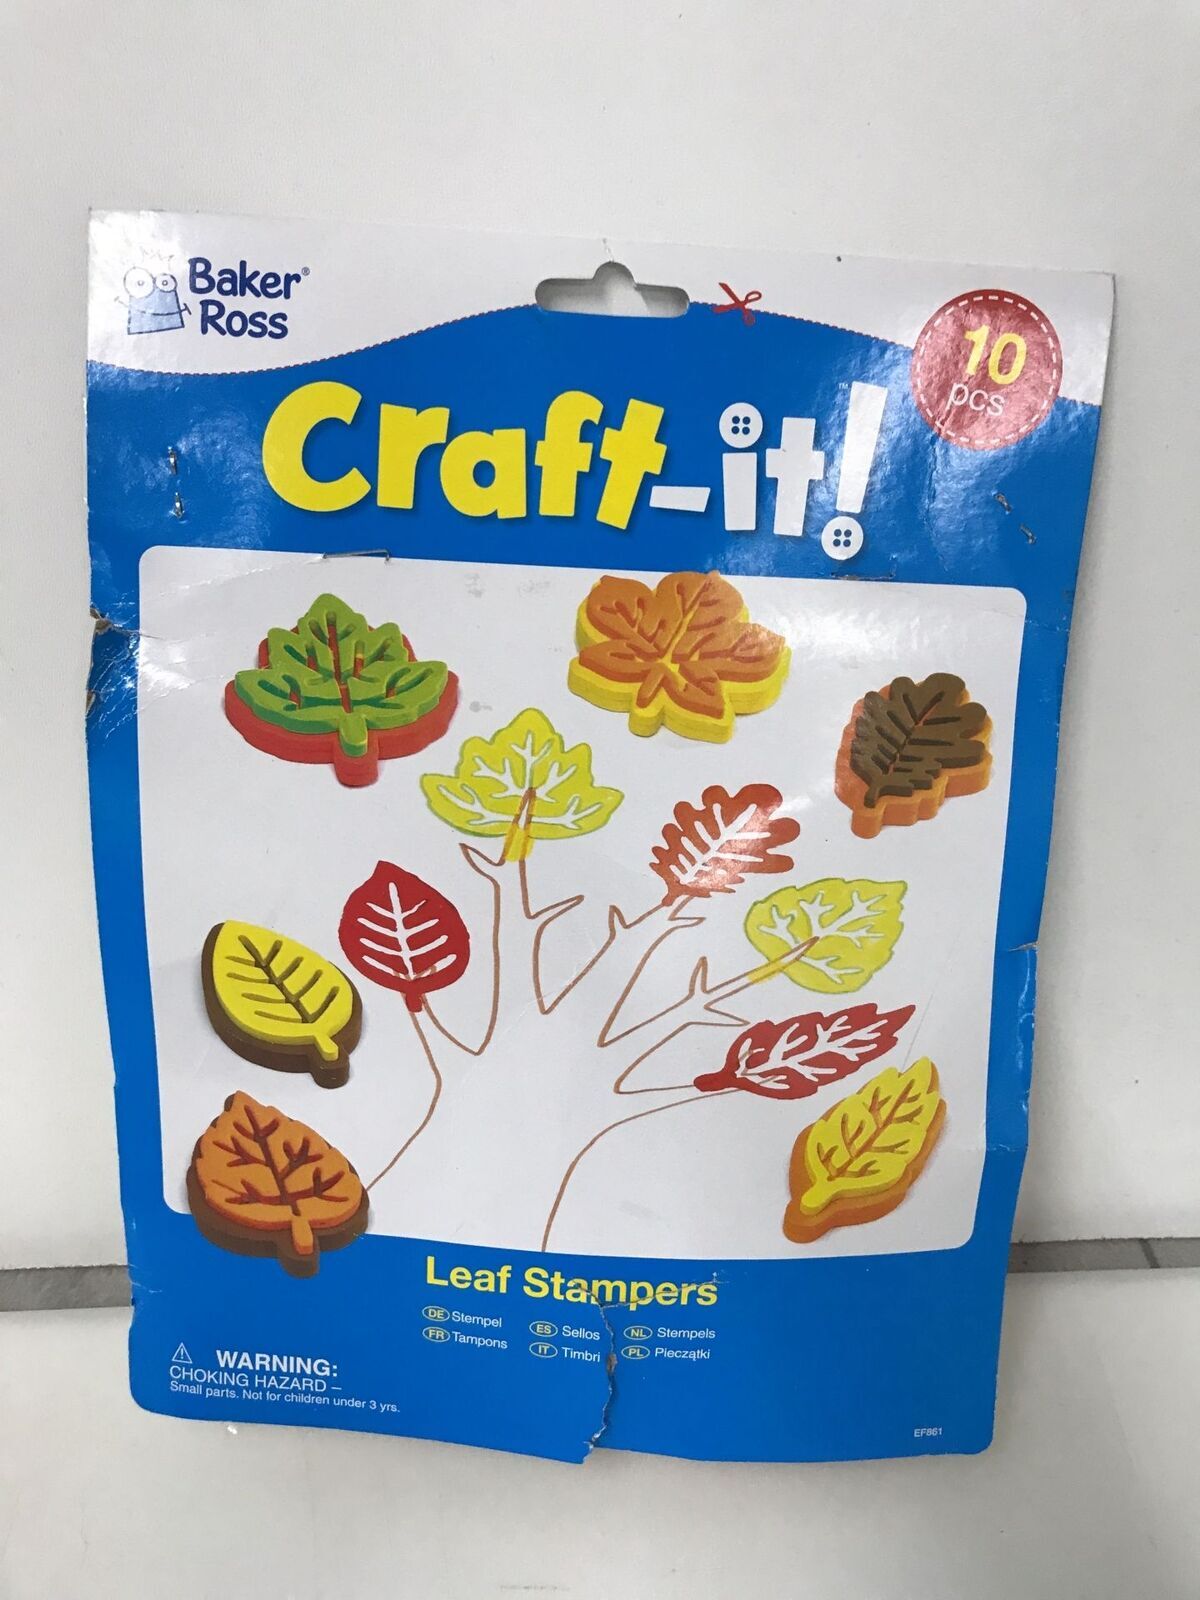 Baker®
Ross
10
pcs
Craft-it!™
Leaf Stampers
DE Stempel
FR Tampons
ES Sellos
IT Timbri
NL Stempels
PL Pieczątki
⚠ WARNING:
CHOKING HAZARD –
Small parts. Not for children under 3 yrs.
EF861